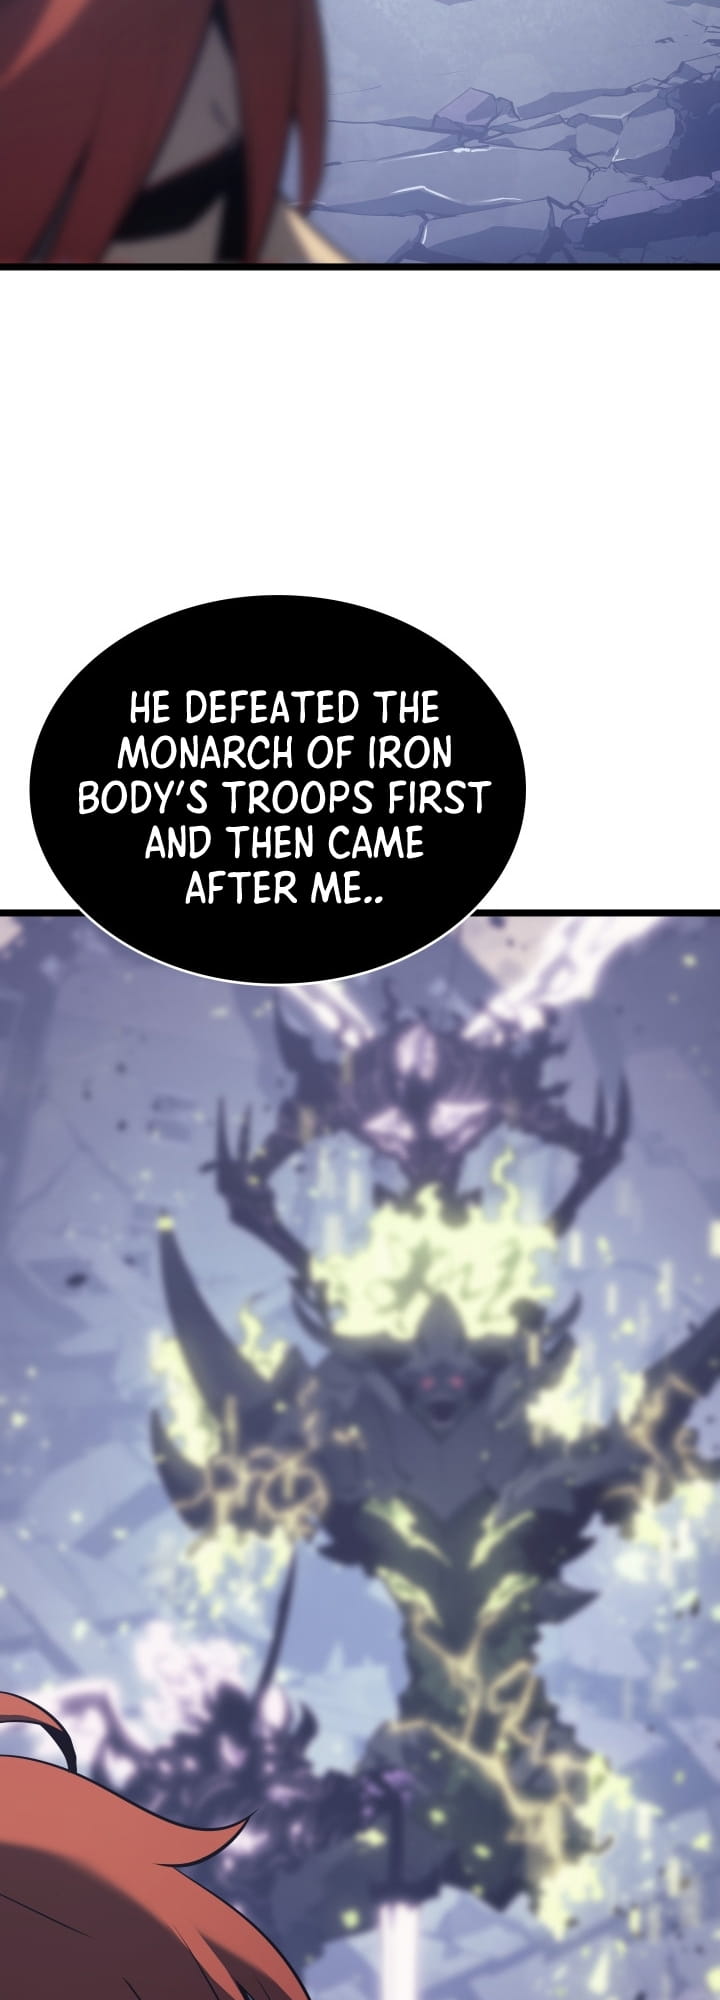 HE DEFEATED THE
MONARCH OF IRON
BODY'S TROOPS FIRST
AND THEN CAME
AFTER ME..